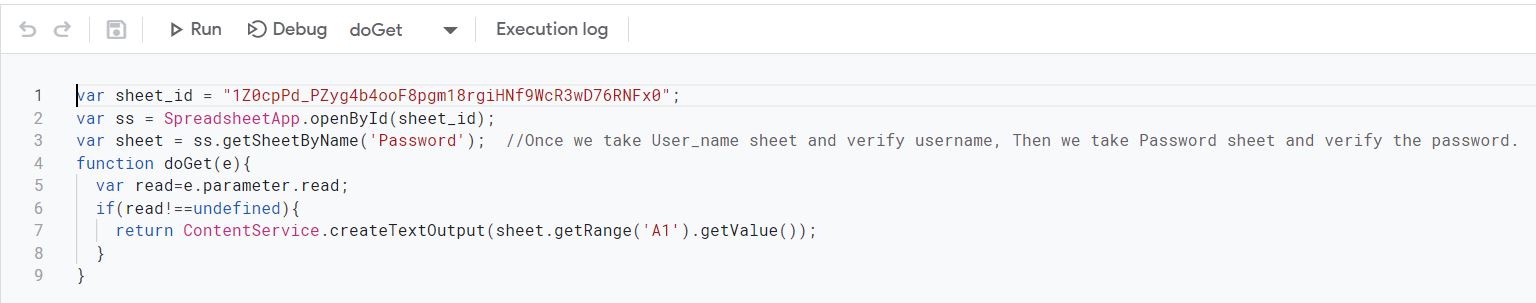 Run Debug doGet Execution log
1 var sheet_id = "1Z0cpPd_PZyg4b4ooF8pgm18rgiHNf9WcR3wD76RNFx0";
2 var ss = SpreadsheetApp.openById(sheet_id);
3 var sheet = ss.getSheetByName('Password');  //Once we take User_name sheet and verify username, Then we take Password sheet and verify the password.
4 function doGet(e){
5   var read=e.parameter.read;
6   if(read!==undefined){
7     return ContentService.createTextOutput(sheet.getRange('A1').getValue());
8   }
9 }